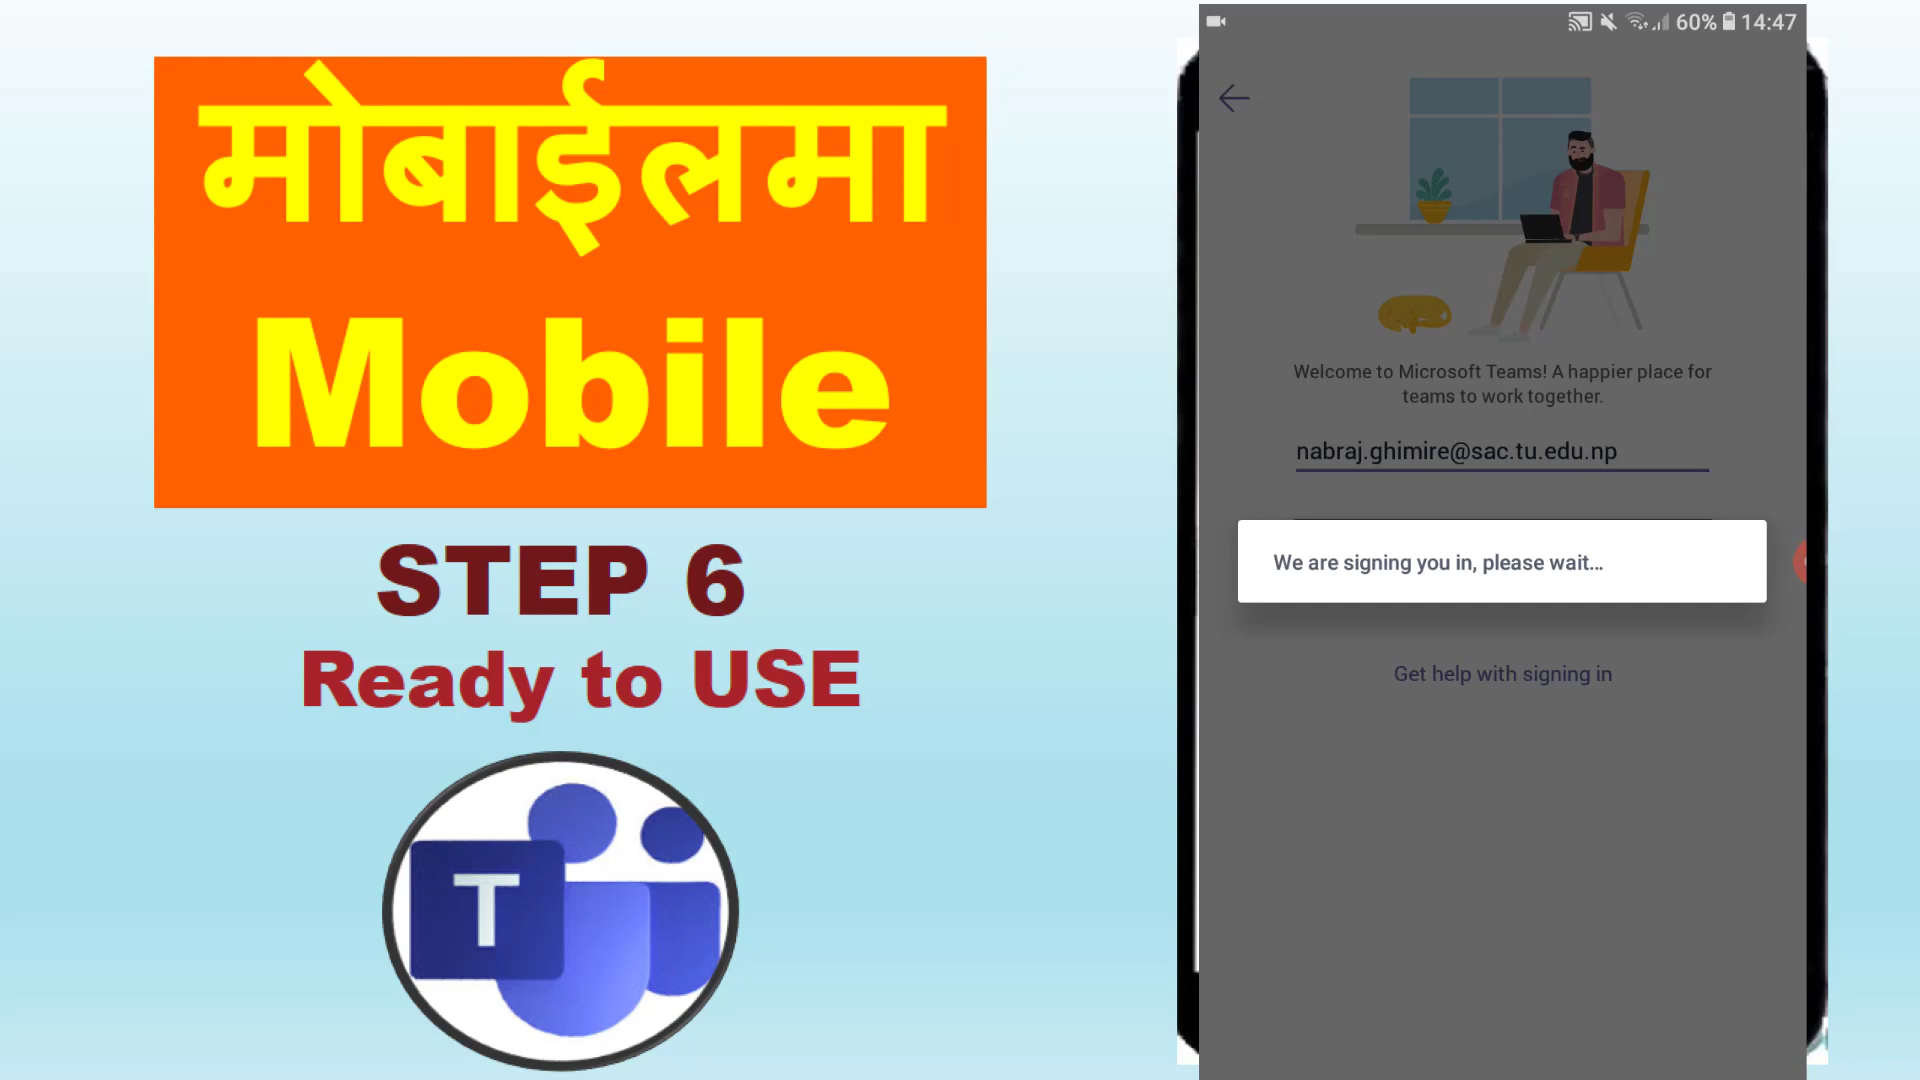 मोबाईलमा
Mobile
STEP 6
Ready to USE
T
60% 14:47
Welcome to Microsoft Teams! A happier place for
teams to work together.
nabraj.ghimire@sac.tu.edu.np
We are signing you in, please wait...
Get help with signing in